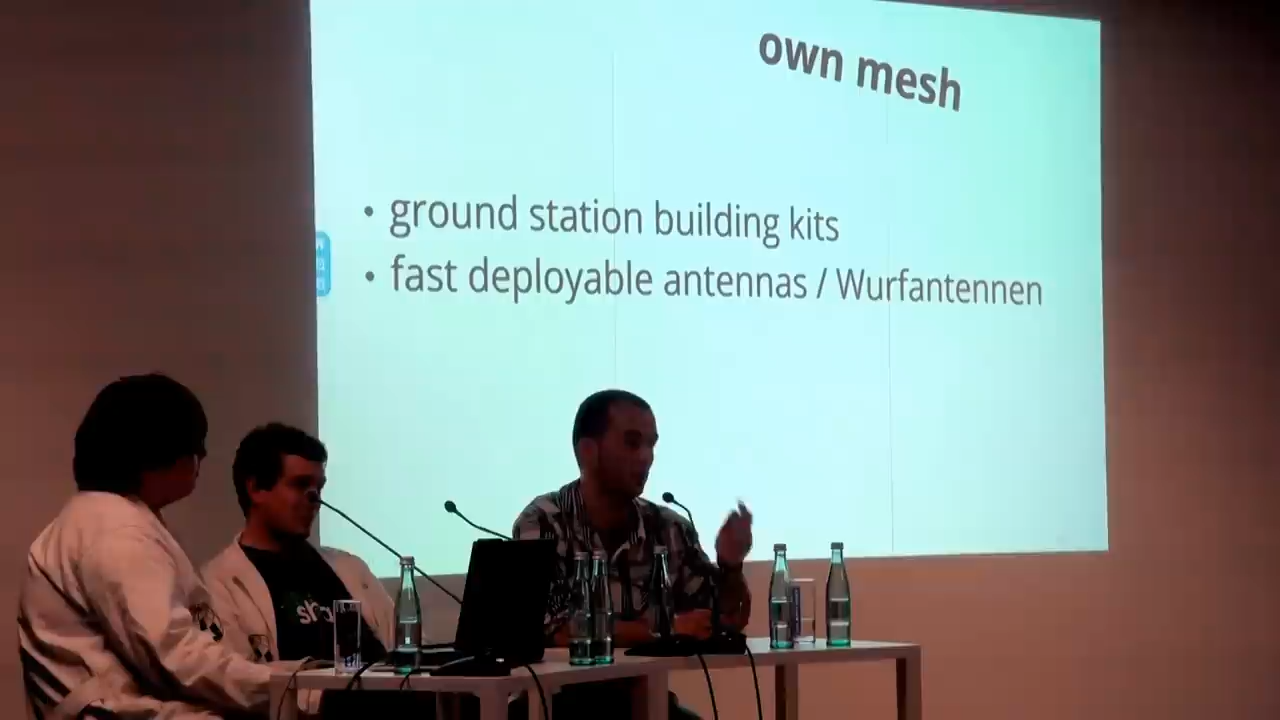 own mesh
• ground station building kits
• fast deployable antennas / Wurfantennen